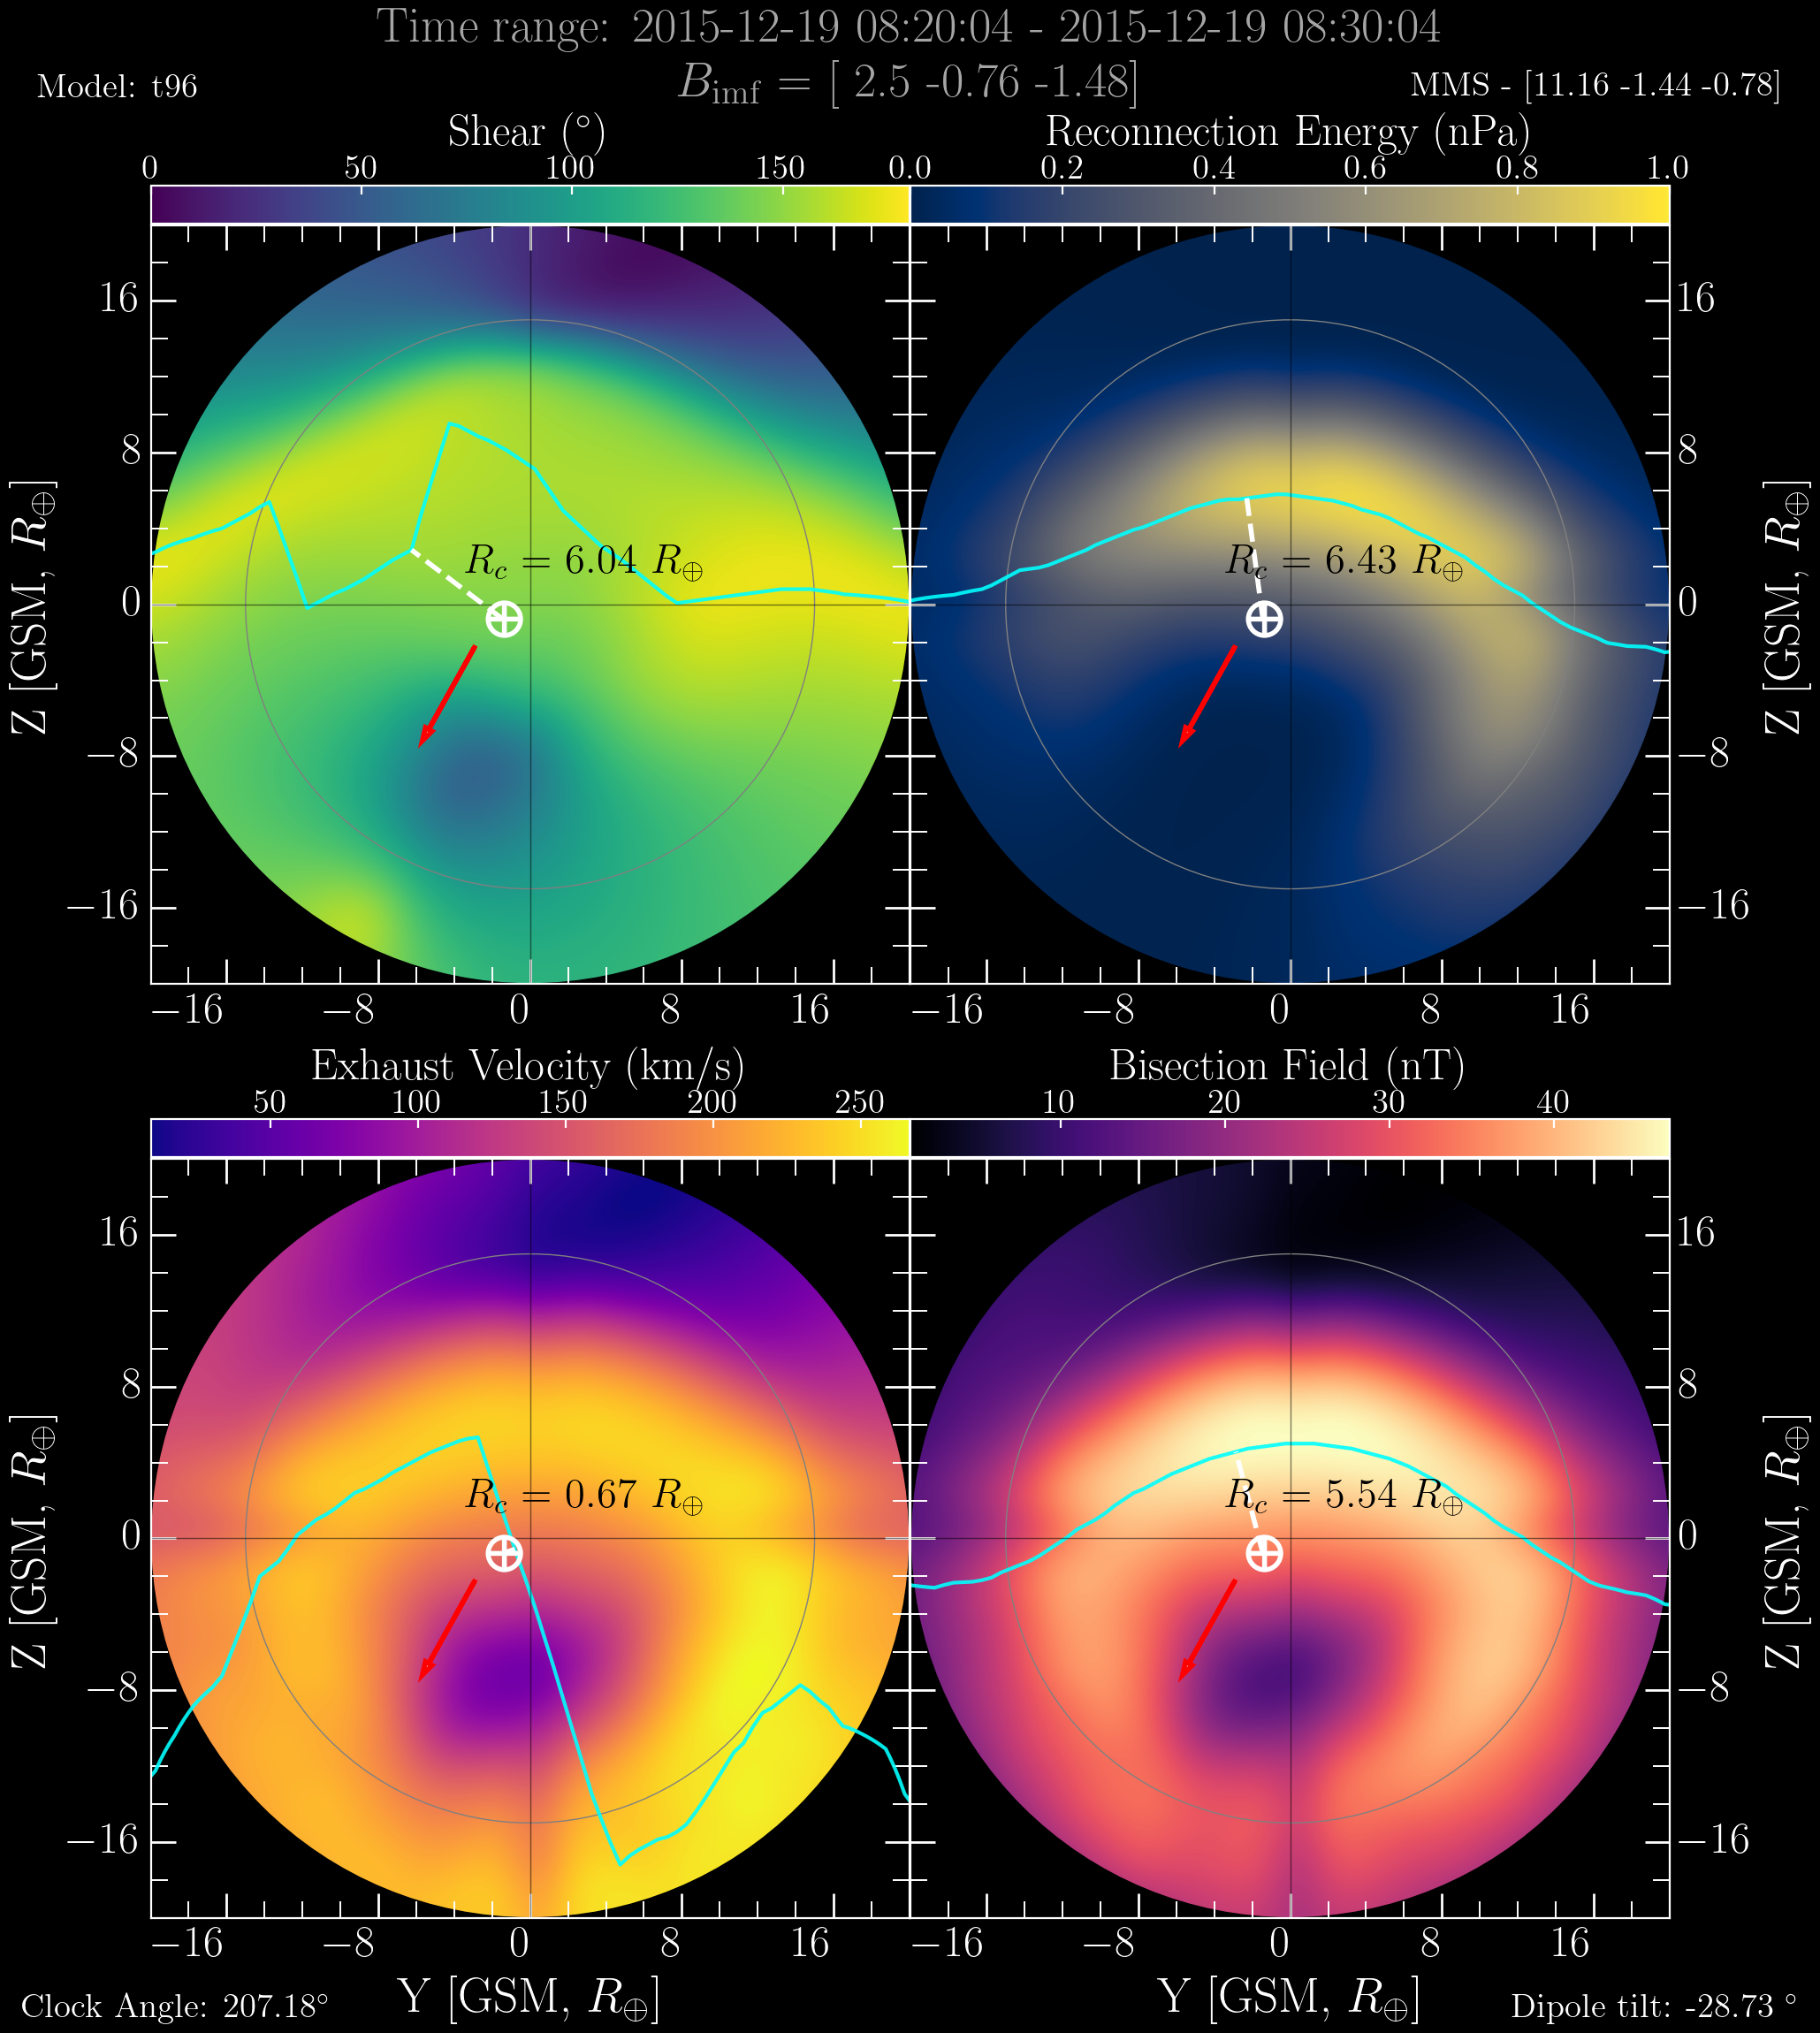 Time range: 2015-12-19 08:20:04 - 2015-12-19 08:30:04
Model: t96
B_imf = [ 2.5 -0.76 -1.48]
MMS - [11.16 -1.44 -0.78]
Shear (°)
Reconnection Energy (nPa)
0 50 100 150
0.0 0.2 0.4 0.6 0.8 1.0
16
8
0
−8
−16
Z [GSM, R⊕]
R_c = 6.04 R⊕
−16 −8 0 8 16
R_c = 6.43 R⊕
16
8
0
−8
−16
Z [GSM, R⊕]
−16 −8 0 8 16
Exhaust Velocity (km/s)
Bisection Field (nT)
50 100 150 200 250
10 20 30 40
16
8
0
−8
−16
Z [GSM, R⊕]
R_c = 0.67 R⊕
−16 −8 0 8 16
Y [GSM, R⊕]
R_c = 5.54 R⊕
16
8
0
−8
−16
Z [GSM, R⊕]
−16 −8 0 8 16
Y [GSM, R⊕]
Clock Angle: 207.18°
Dipole tilt: -28.73 °